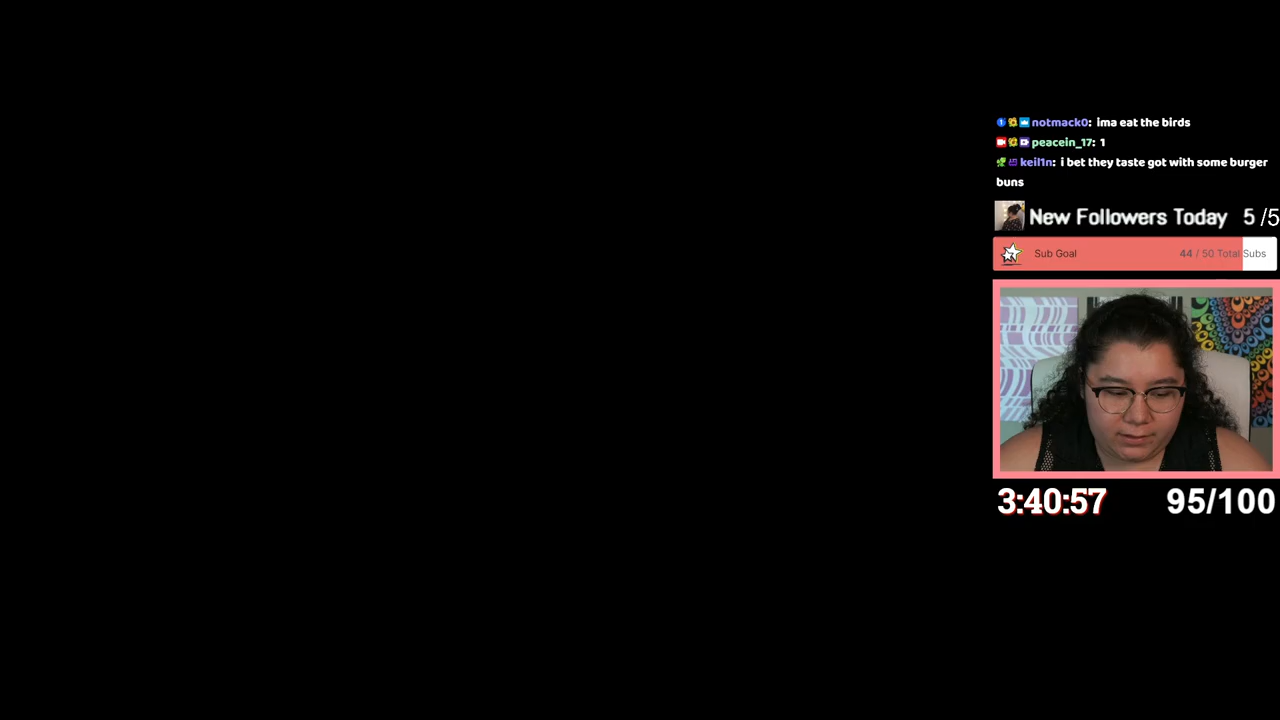 notmack0: ima eat the birds
peacein_17: 1
keil1n: i bet they taste got with some burger
buns
New Followers Today 5 /5
Sub Goal 44 / 50 Total Subs
3:40:57 95/100